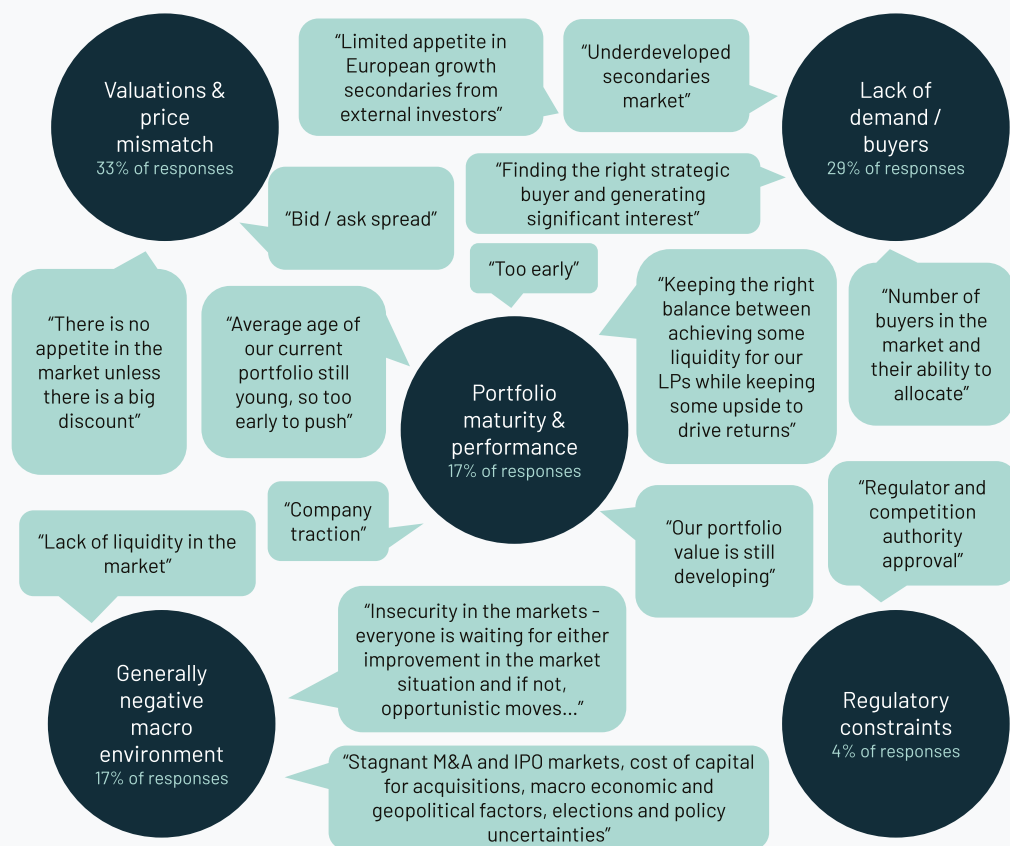 Valuations &
price
mismatch
33% of responses
“Limited appetite in
European growth
secondaries from
external investors”
“Underdeveloped
secondaries
market”
Lack of
demand /
buyers
29% of responses
“Bid / ask spread”
“Finding the right strategic
buyer and generating
significant interest”
“There is no
appetite in the
market unless
there is a big
discount”
“Average age of
our current
portfolio still
young, so too
early to push”
“Too early”
“Keeping the right
balance between
achieving some
liquidity for our
LPs while keeping
some upside to
drive returns”
“Number of
buyers in the
market and
their ability to
allocate”
Portfolio
maturity &
performance
17% of responses
“Company
traction”
“Our portfolio
value is still
developing”
“Regulator and
competition
authority
approval”
“Lack of liquidity in the
market”
Generally
negative
macro
environment
17% of responses
“Insecurity in the markets -
everyone is waiting for either
improvement in the market
situation and if not,
opportunistic moves...”
“Stagnant M&A and IPO markets, cost of capital
for acquisitions, macro economic and
geopolitical factors, elections and policy
uncertainties”
Regulatory
constraints
4% of responses